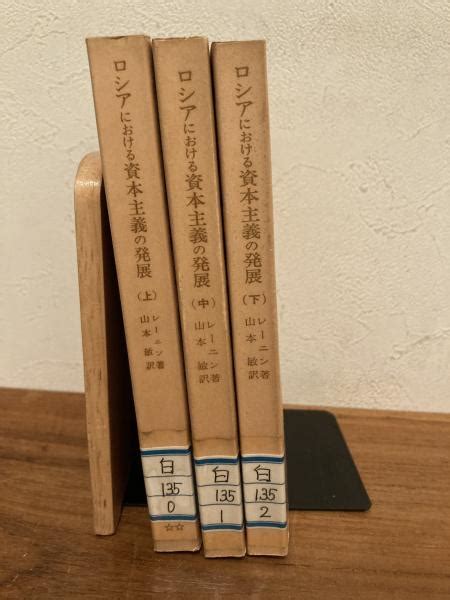 ロシアにおける資本主義の発展(上)
レーニン著
山本敏訳
白
135
0
☆☆
ロシアにおける資本主義の発展(中)
レーニン著
山本敏訳
白
135
1
ロシアにおける資本主義の発展(下)
レーニン著
山本敏訳
白
135
2